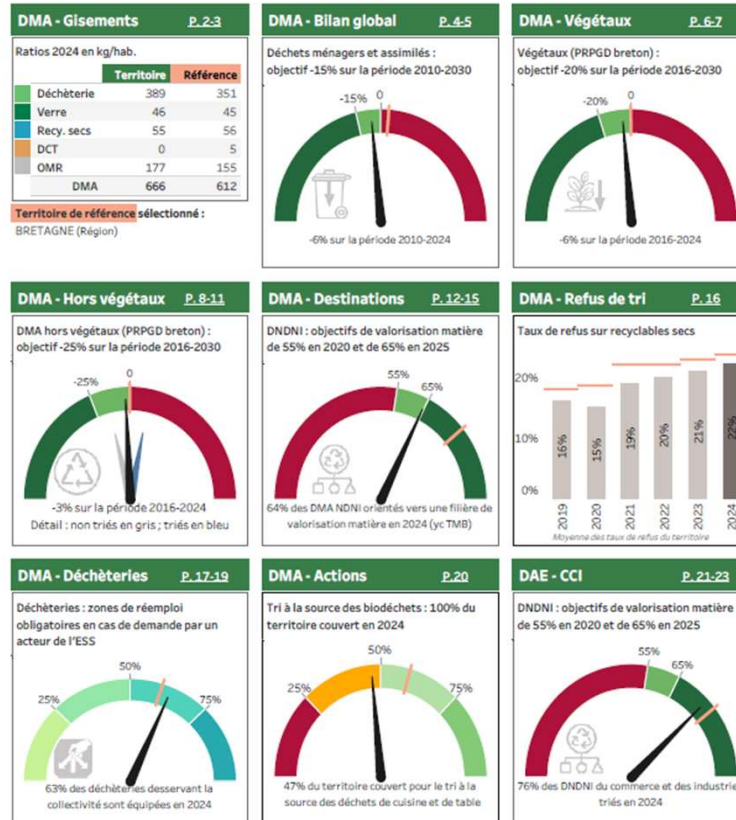 DMA - Gisements P. 2-3
Ratios 2024 en kg/hab.
Territoire Référence
Déchèterie 389 351
Verre 46 45
Recy. secs 55 56
DCT 0 5
OMR 177 155
DMA 666 612
Territoire de référence sélectionné :
BRETAGNE (Région)
DMA - Bilan global P. 4-5
Déchets ménagers et assimilés :
objectif -15% sur la période 2010-2030
-15% 0
-6% sur la période 2010-2024
DMA - Végétaux P. 6-7
Végétaux (PRPGD breton) :
objectif -20% sur la période 2016-2030
-20% 0
-6% sur la période 2016-2024
DMA - Hors végétaux P. 8-11
DMA hors végétaux (PRPGD breton) :
objectif -25% sur la période 2016-2030
-25% 0
-3% sur la période 2016-2024
Détail : non triés en gris ; triés en bleu
DMA - Destinations P. 12-15
DNDNI : objectifs de valorisation matière
de 55% en 2020 et de 65% en 2025
55%
65%
64% des DMA NDNI orientés vers une filière de
valorisation matière en 2024 (yc TMB)
DMA - Refus de tri P. 16
Taux de refus sur recyclables secs
20%
10%
0%
16% 15% 19% 20% 21% 22%
2019 2020 2021 2022 2023 2024
Moyenne des taux de refus du territoire
DMA - Déchèteries P. 17-19
Déchèteries : zones de réemploi
obligatoires en cas de demande par un
acteur de l'ESS
50%
25% 75%
63% des déchèteries desservant la
collectivité sont équipées en 2024
DMA - Actions P.20
Tri à la source des biodéchets : 100% du
territoire couvert en 2024
50%
25% 75%
47% du territoire couvert pour le tri à la
source des déchets de cuisine et de table
DAE - CCI P. 21-23
DNDNI : objectifs de valorisation matière
de 55% en 2020 et de 65% en 2025
55%
65%
76% des DNDNI du commerce et des industrie
triés en 2024